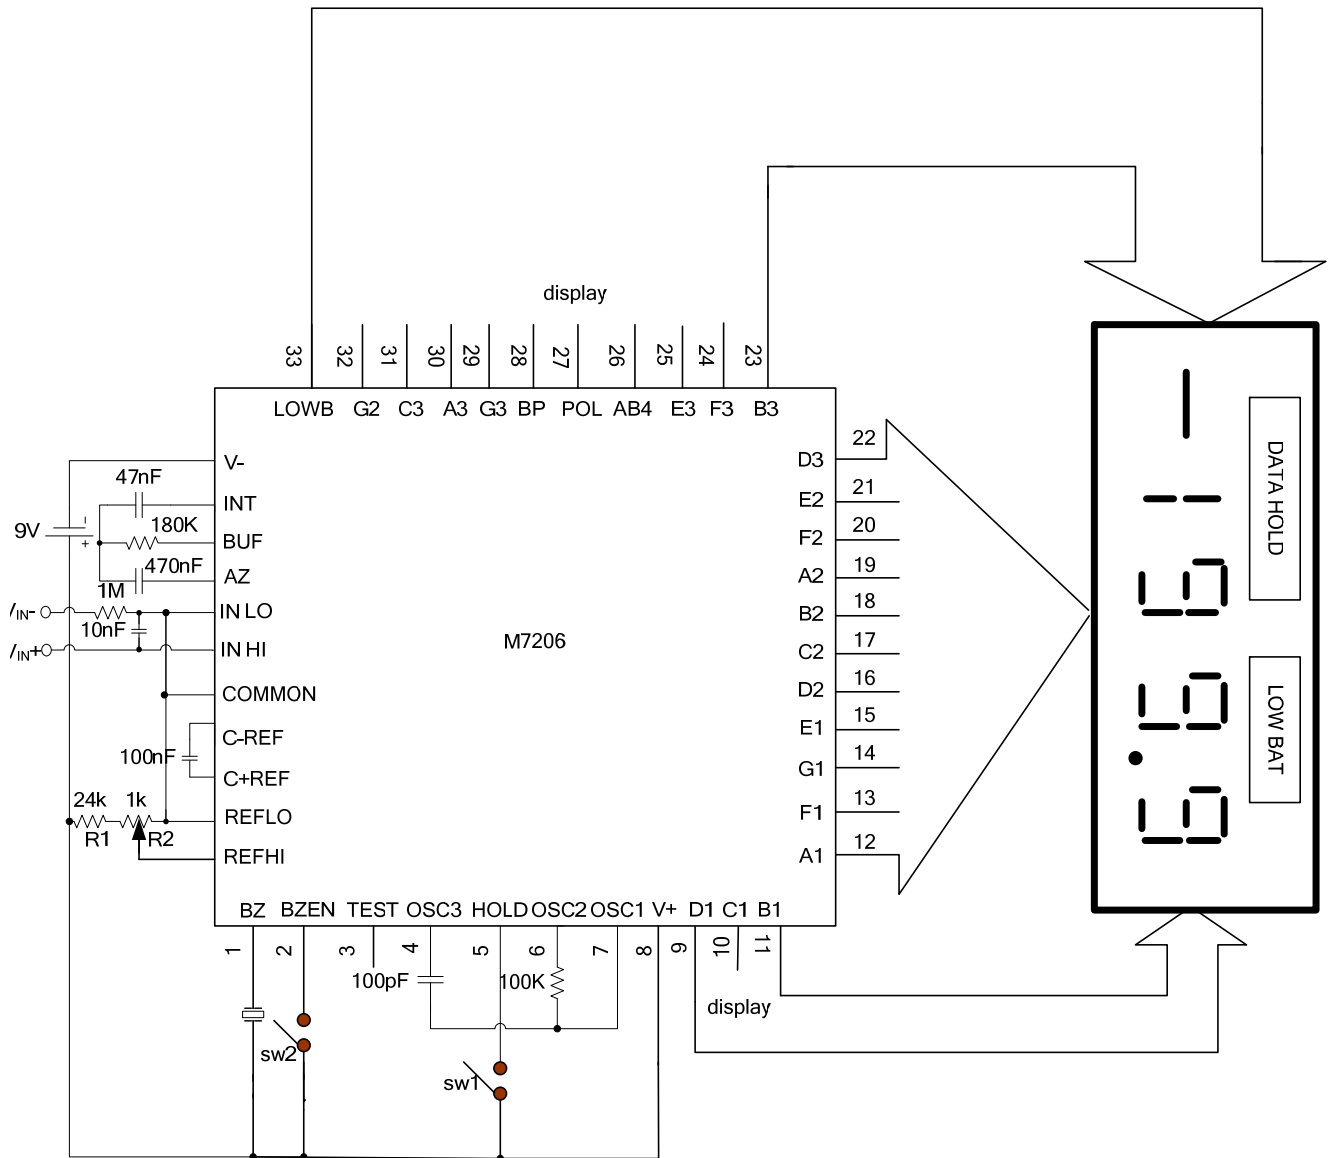 display
33 32 31 30 29 28 27 26 25 24 23
LOWB G2 C3 A3 G3 BP POL AB4 E3 F3 B3
V-
47nF
INT
9V
-
+
180K
BUF
470nF
AZ
1M
IN-
IN LO
10nF
IN+
IN HI
COMMON
C-REF
100nF
C+REF
24k 1k
REFLO
R1 R2
REFHI
M7206
D3 22
E2 21
F2 20
A2 19
B2 18
C2 17
D2 16
E1 15
G1 14
F1 13
A1 12
BZ BZEN TEST OSC3 HOLD OSC2 OSC1 V+ D1 C1 B1
1 2 3 4 5 6 7 8 9 10 11
100pF 100K
display
sw2
sw1
DATA HOLD
LOW BAT